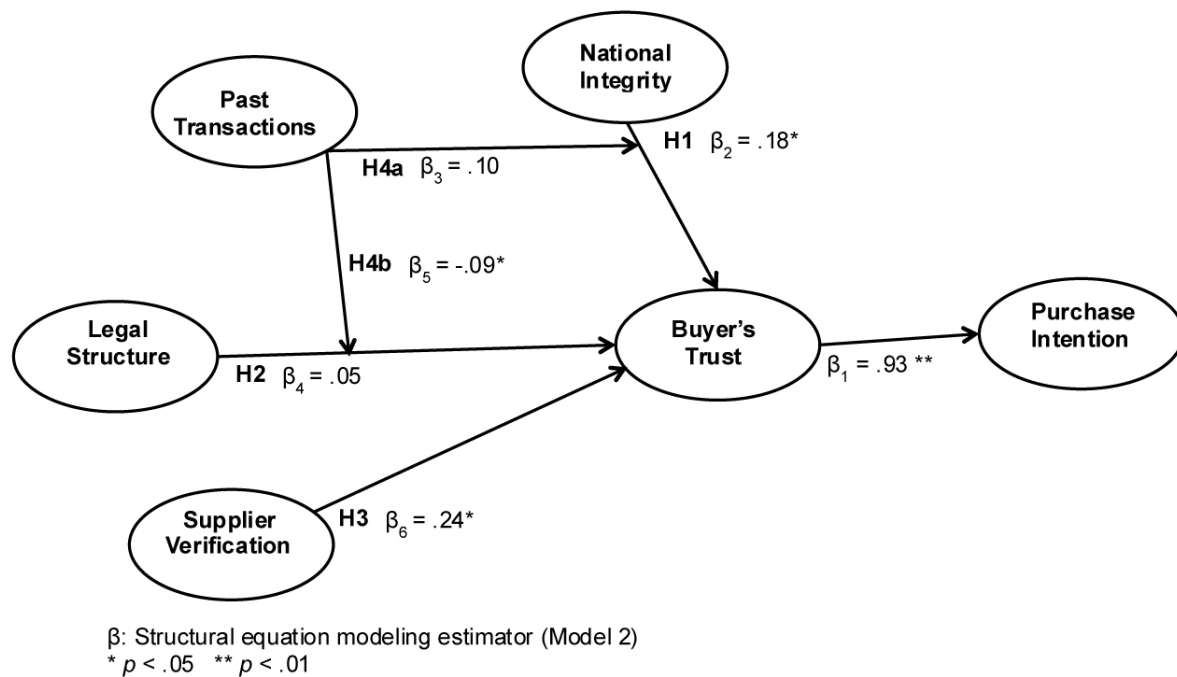 National
Integrity
Past
Transactions
H1 β2 = .18*
H4a β3 = .10
H4b β5 = -.09*
Legal
Structure
Buyer's
Trust
Purchase
Intention
H2 β4 = .05
β1 = .93 **
Supplier
Verification
H3 β6 = .24*
β: Structural equation modeling estimator (Model 2)
* p < .05 ** p < .01